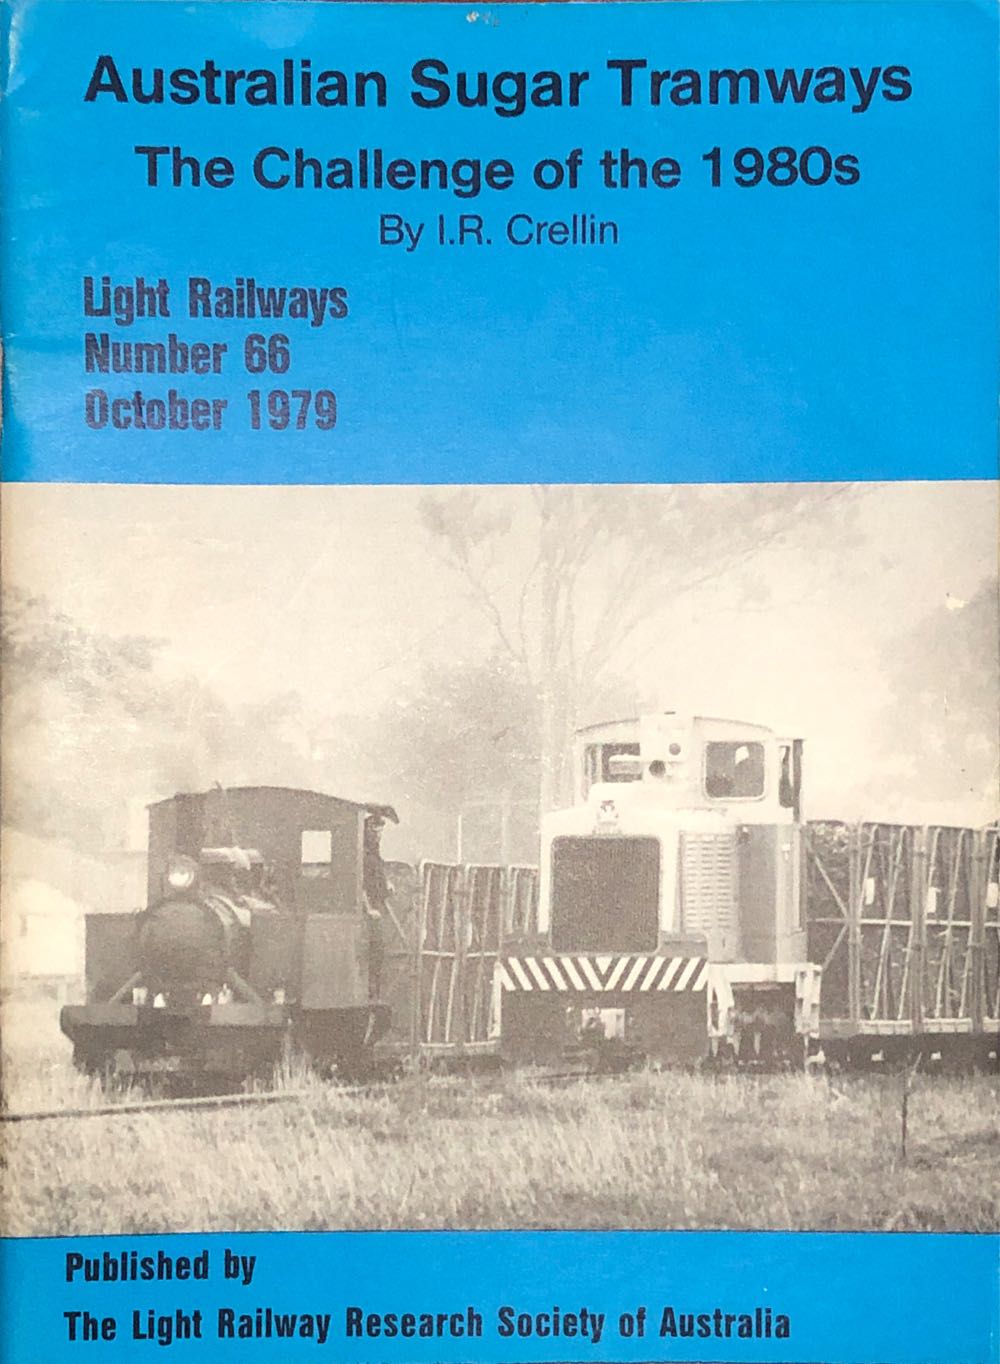 Australian Sugar Tramways
The Challenge of the 1980s
By I.R. Crellin
Light Railways
Number 66
October 1979
Published by
The Light Railway Research Society of Australia